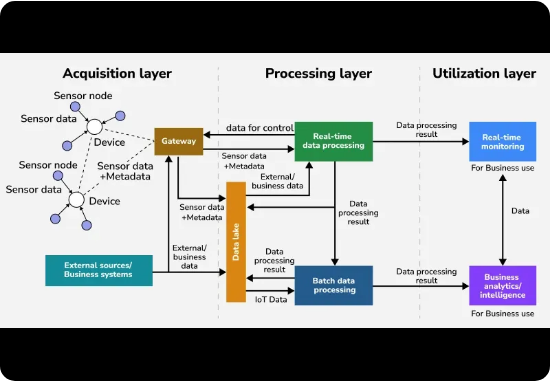 Acquisition layer
Processing layer
Utilization layer
Sensor node
Sensor data
Device
Sensor node
Sensor data
+Metadata
Sensor data
Device
Gateway
data for control
Sensor data
+Metadata
Real-time
data processing
Data processing
result
Real-time
monitoring
For Business use
External/
business data
Sensor data
+Metadata
Data
processing
result
Data
External/
business
data
Data lake
Data
processing
result
IoT Data
External sources/
Business systems
Batch data
processing
Data processing
result
Business
analytics/
intelligence
For Business use